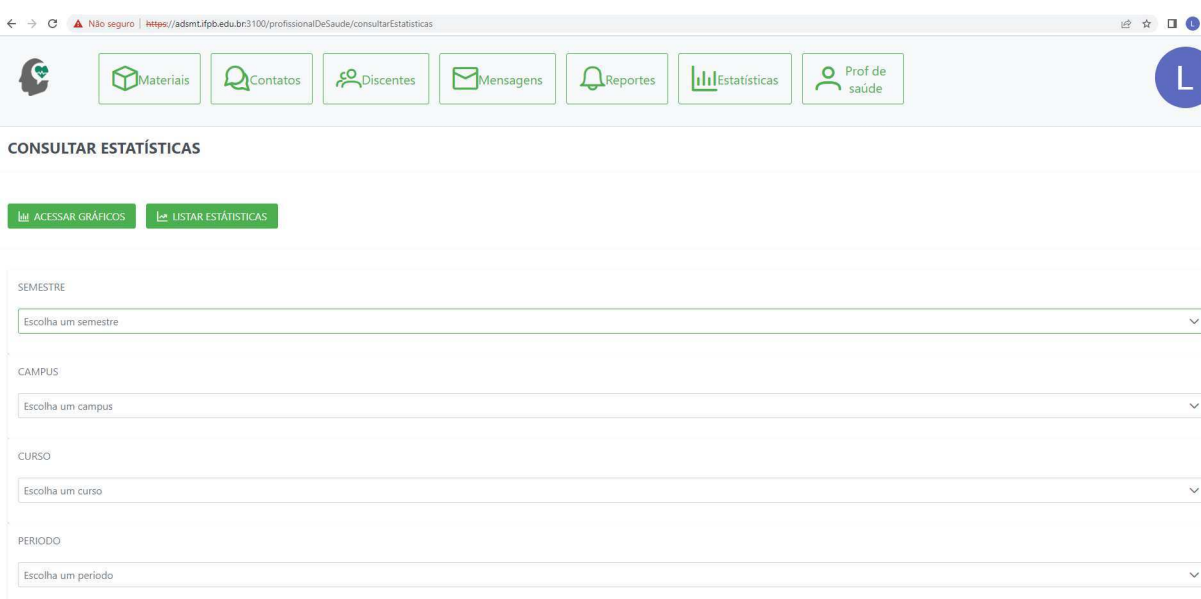 Não seguro | https://adsmt.ifpb.edu.br:3100/profissionalDeSaude/consultarEstatisticas
L
Materiais
Contatos
Discentes
Mensagens
Reportes
Estatísticas
Prof de
saúde
L
CONSULTAR ESTATÍSTICAS
ACESSAR GRÁFICOS
LISTAR ESTÁTISTICAS
SEMESTRE
Escolha um semestre
CAMPUS
Escolha um campus
CURSO
Escolha um curso
PERIODO
Escolha um periodo